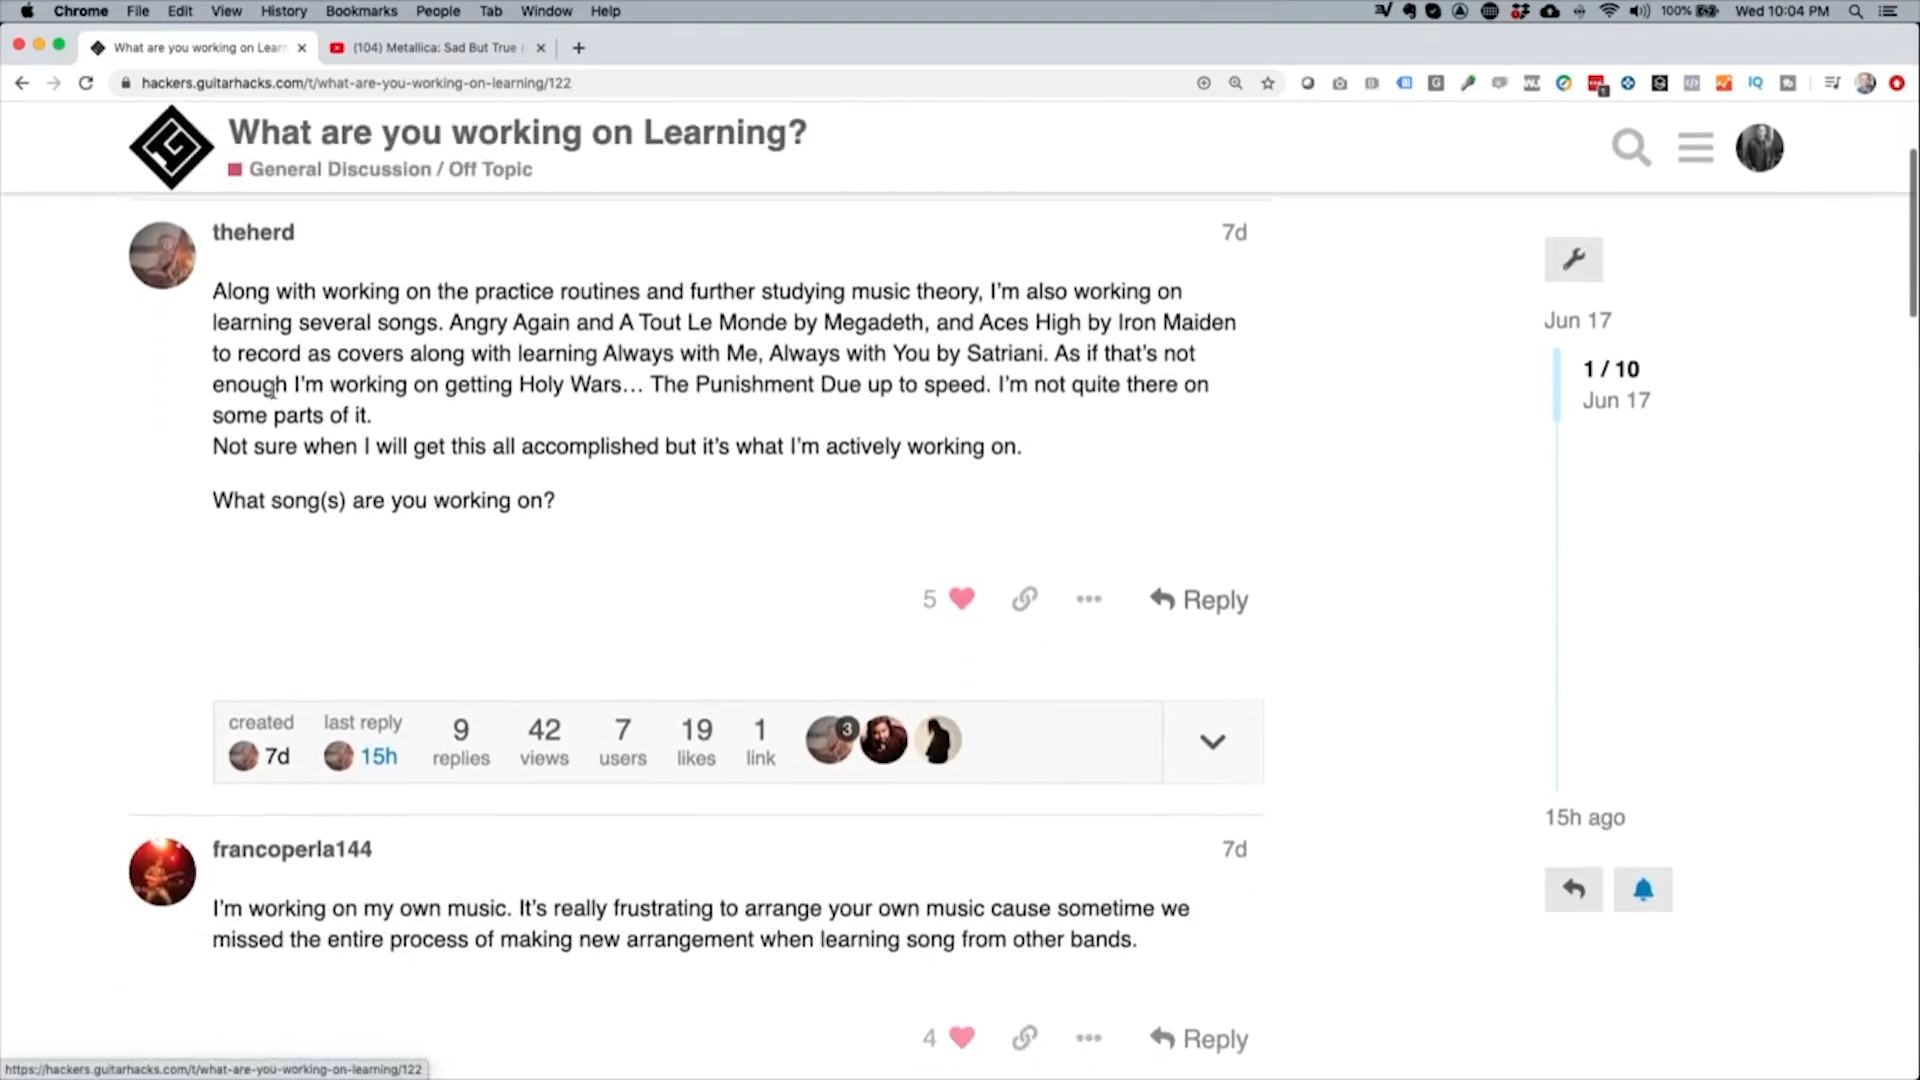 Chrome File Edit View History Bookmarks People Tab Window Help 100% Wed 10:04 PM
What are you working on Learn (104) Metallica: Sad But True
hackers.guitarhacks.com/t/what-are-you-working-on-learning/122
What are you working on Learning?
General Discussion / Off Topic
theherd 7d
Along with working on the practice routines and further studying music theory, I'm also working on
learning several songs. Angry Again and A Tout Le Monde by Megadeth, and Aces High by Iron Maiden
to record as covers along with learning Always with Me, Always with You by Satriani. As if that's not
enough I'm working on getting Holy Wars… The Punishment Due up to speed. I'm not quite there on
some parts of it.
Not sure when I will get this all accomplished but it's what I'm actively working on.
What song(s) are you working on?
5 Reply
Jun 17
1 / 10
Jun 17
15h ago
created last reply 9 42 7 19 1 3
7d 15h replies views users likes link
francoperla144 7d
I'm working on my own music. It's really frustrating to arrange your own music cause sometime we
missed the entire process of making new arrangement when learning song from other bands.
4 Reply
https://hackers.guitarhacks.com/t/what-are-you-working-on-learning/122